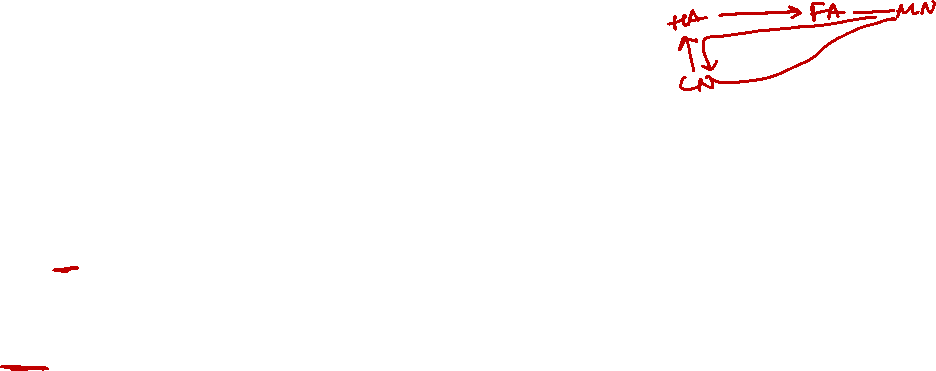 HA → FA — MN
CN